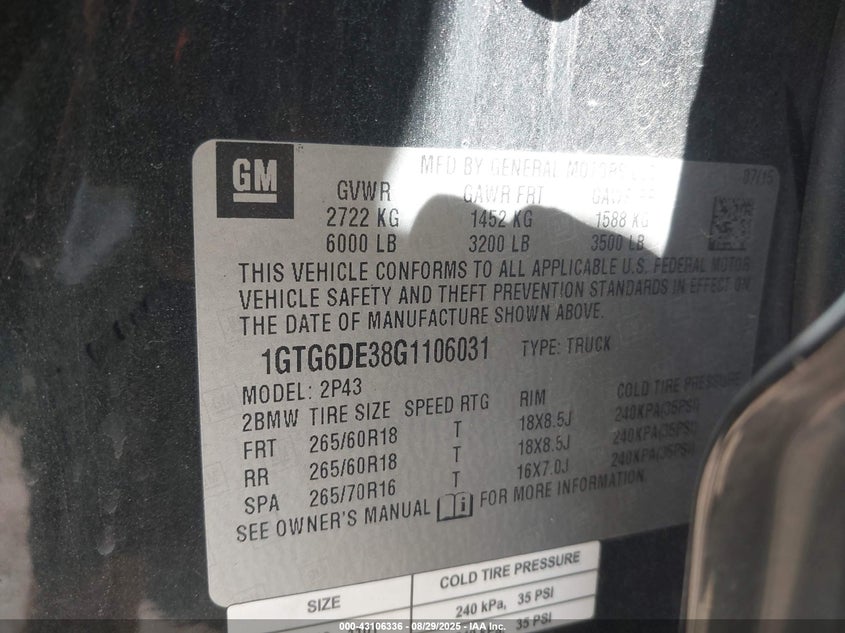 GM
MFD BY GENERAL MOTORS LLC
07/15
GVWR GAWR FRT GAWR RR
2722 KG 1452 KG 1588 KG
6000 LB 3200 LB 3500 LB
THIS VEHICLE CONFORMS TO ALL APPLICABLE U.S. FEDERAL MOTOR
VEHICLE SAFETY AND THEFT PREVENTION STANDARDS IN EFFECT ON
THE DATE OF MANUFACTURE SHOWN ABOVE.
1GTG6DE38G1106031 TYPE: TRUCK
MODEL: 2P43
2BMW TIRE SIZE SPEED RTG RIM COLD TIRE PRESSURE
FRT 265/60R18 T 18X8.5J 240KPA(35PSI)
RR 265/60R18 T 18X8.5J 240KPA(35PSI)
SPA 265/70R16 T 16X7.0J 240KPA(35PSI)
SEE OWNER'S MANUAL FOR MORE INFORMATION.
SIZE COLD TIRE PRESSURE
240 kPa, 35 PSI
35 PSI
000-43106336 - 08/29/2025 - IAA Inc.